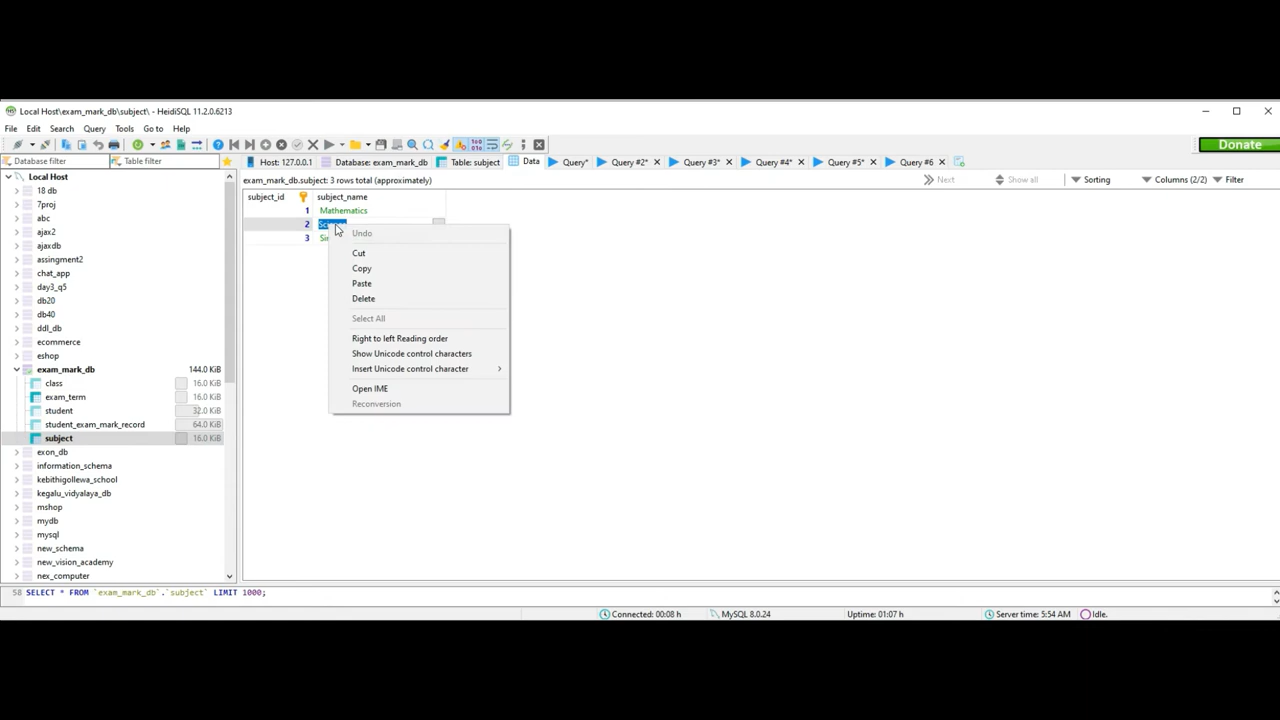 Local Host\exam_mark_db\subject\ - HeidiSQL 11.2.0.6213
File Edit Search Query Tools Go to Help
Donate
Database filter Table filter
Host: 127.0.0.1 Database: exam_mark_db Table: subject Data Query* Query #2* Query #3* Query #4* Query #5* Query #6
exam_mark_db.subject: 3 rows total (approximately) Next Show all Sorting Columns (2/2) Filter
Local Host
18 db
7proj
abc
ajax2
ajaxdb
assingment2
chat_app
day3_q5
db20
db40
ddl_db
ecommerce
eshop
exam_mark_db 144.0 KiB
class 16.0 KiB
exam_term 16.0 KiB
student 32.0 KiB
student_exam_mark_record 64.0 KiB
subject 16.0 KiB
exon_db
information_schema
kebithigollewa_school
kegalu_vidyalaya_db
mshop
mydb
mysql
new_schema
new_vision_academy
nex_computer
subject_id subject_name
1 Mathematics
2
3
Undo
Cut
Copy
Paste
Delete
Select All
Right to left Reading order
Show Unicode control characters
Insert Unicode control character
Open IME
Reconversion
58 SELECT * FROM `exam_mark_db`.`subject` LIMIT 1000;
Connected: 00:08 h MySQL 8.0.24 Uptime: 01:07 h Server time: 5:54 AM Idle.